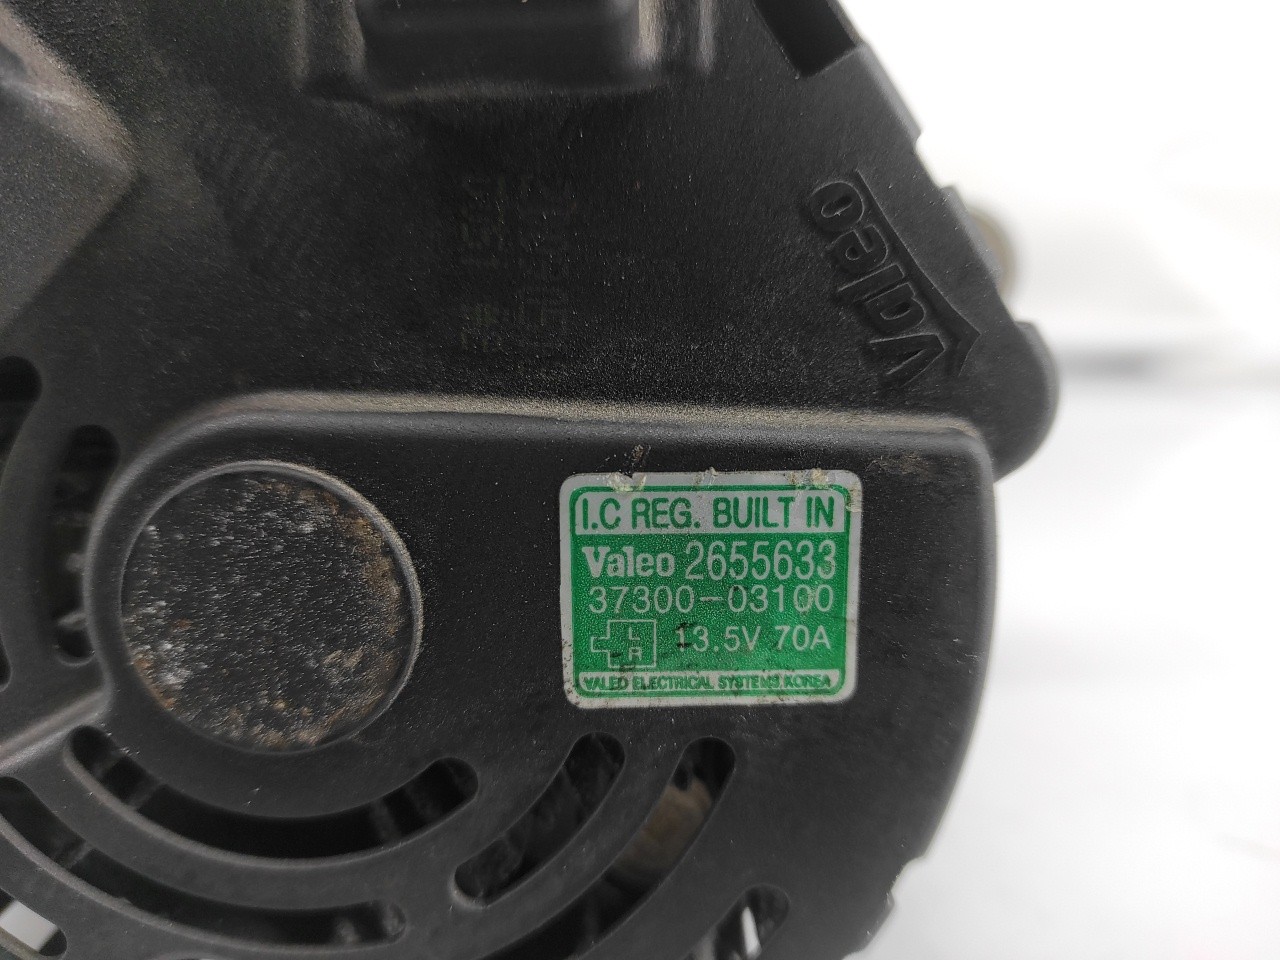 Valeo
I.C REG. BUILT IN
Valeo 2655633
37300-03100
L
R
13.5V 70A
VALEO ELECTRICAL SYSTEMS KOREA